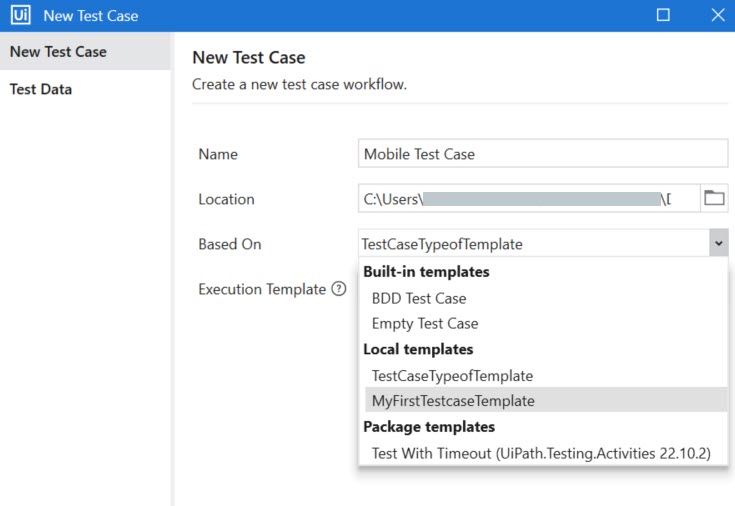 Ui New Test Case
New Test Case
Test Data
New Test Case
Create a new test case workflow.
Name Mobile Test Case
Location C:\Users\ \[
Based On TestCaseTypeofTemplate
Execution Template ?
Built-in templates
BDD Test Case
Empty Test Case
Local templates
TestCaseTypeofTemplate
MyFirstTestcaseTemplate
Package templates
Test With Timeout (UiPath.Testing.Activities 22.10.2)